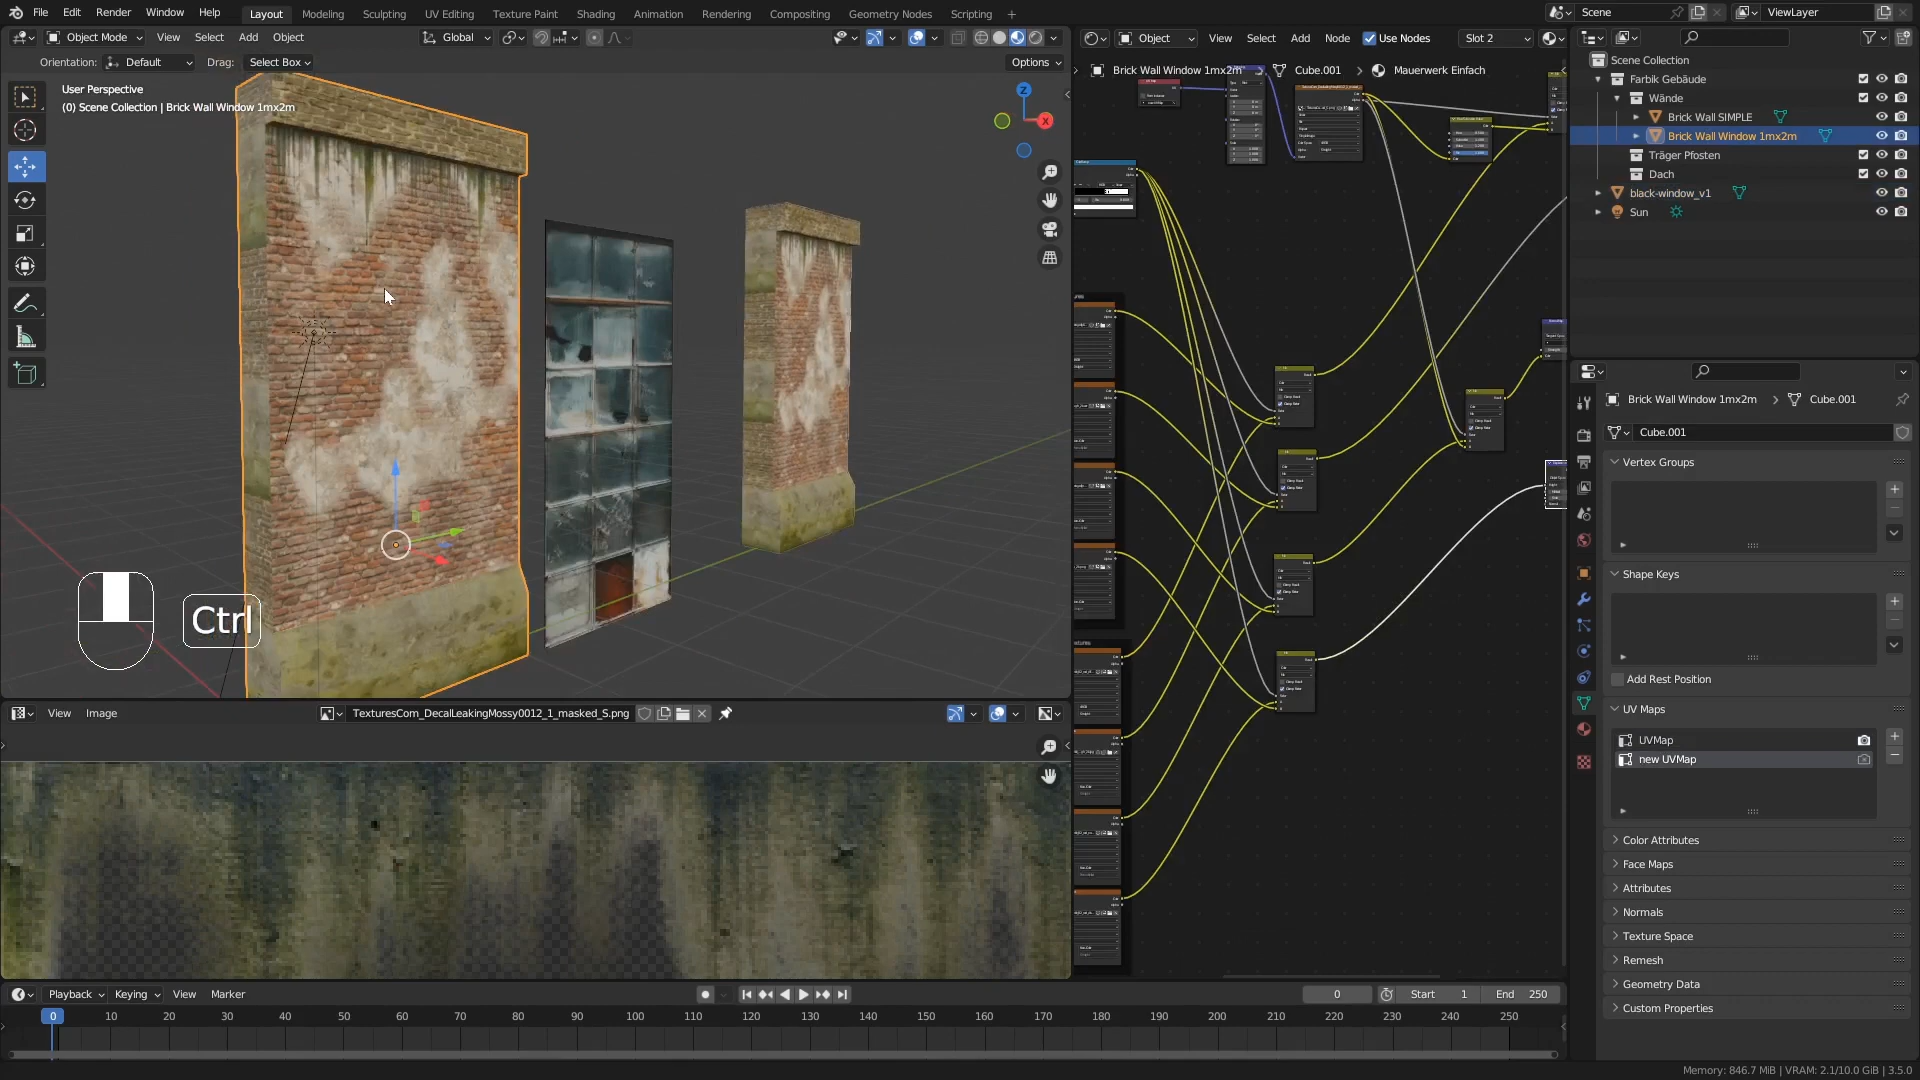 File Edit Render Window Help Layout Modeling Sculpting UV Editing Texture Paint Shading Animation Rendering Compositing Geometry Nodes Scripting + Scene ViewLayer
Object Mode View Select Add Object Global Object View Select Add Node Use Nodes Slot 2
Orientation: Default Drag: Select Box Options
Brick Wall Window 1mx2m > Cube.001 > Mauerwerk Einfach
User Perspective
(0) Scene Collection | Brick Wall Window 1mx2m
Z
X
Ctrl
Scene Collection
Farbik Gebäude
Wände
Brick Wall SIMPLE
Brick Wall Window 1mx2m
Träger Pfosten
Dach
black-window_v1
Sun
Brick Wall Window 1mx2m > Cube.001
Cube.001
Vertex Groups
Shape Keys
Add Rest Position
UV Maps
UVMap
new UVMap
Color Attributes
Face Maps
Attributes
Normals
Texture Space
Remesh
Geometry Data
Custom Properties
View Image TexturesCom_DecalLeakingMossy0012_1_masked_S.png
Playback Keying View Marker 0 Start 1 End 250
0 10 20 30 40 50 60 70 80 90 100 110 120 130 140 150 160 170 180 190 200 210 220 230 240 250
Memory: 846.7 MiB | VRAM: 2.1/10.0 GiB | 3.5.0